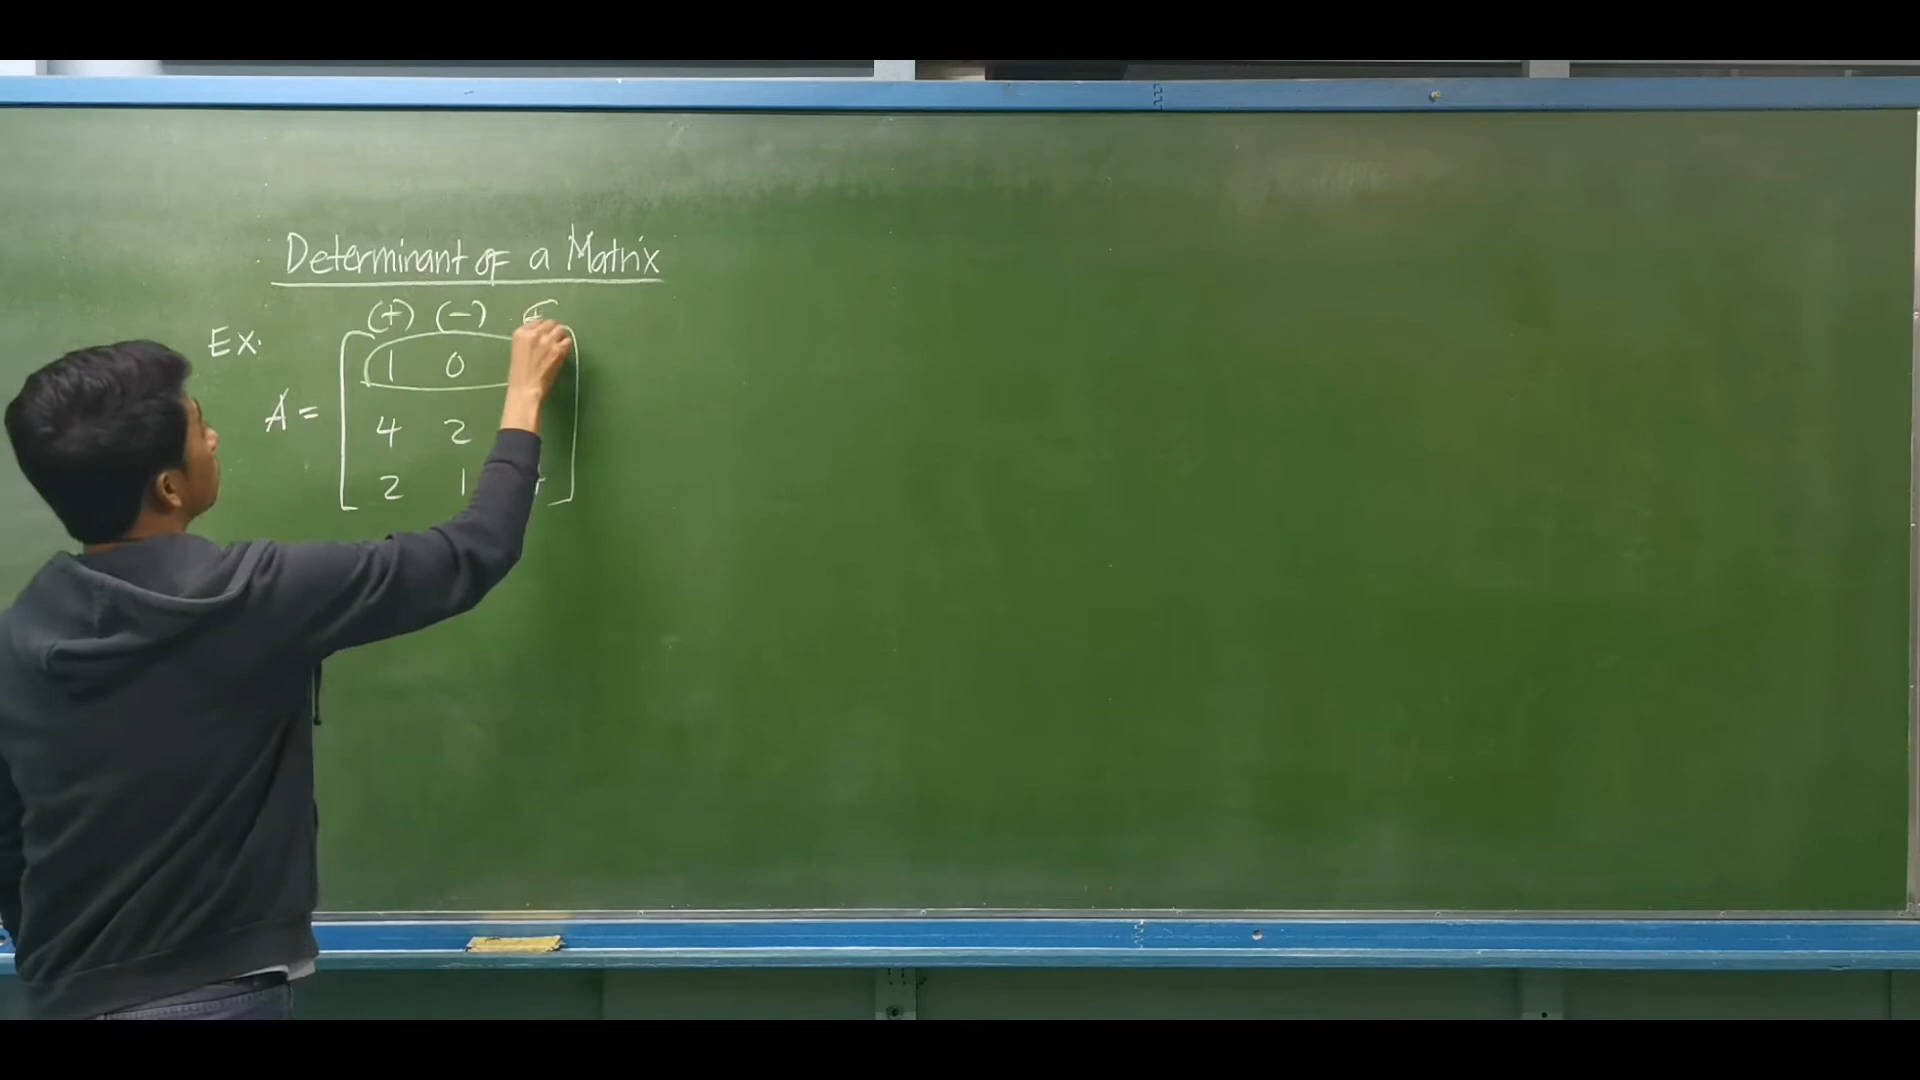 Determinant of a Matrix
(+) (-) (+
Ex.
1 0
A =
4 2
2 1